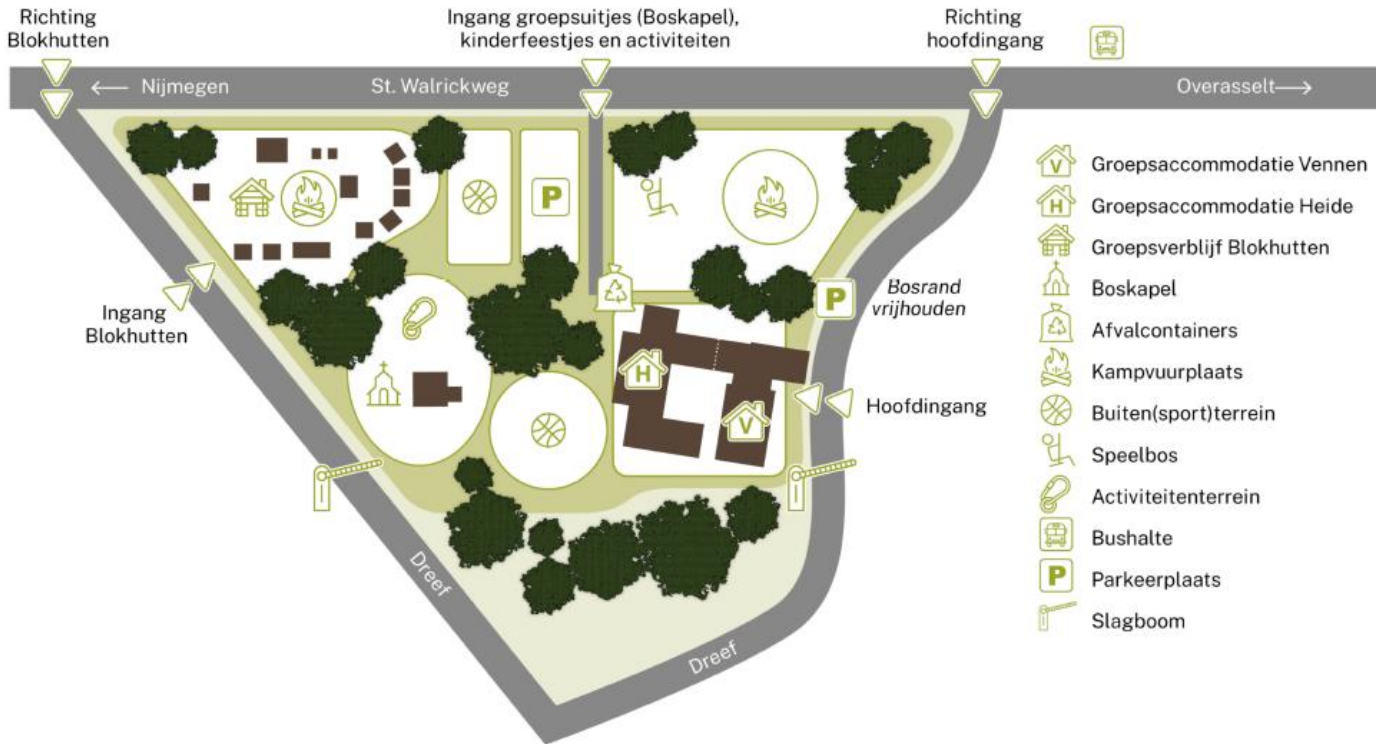 Richting
Blokhutten
Ingang groepsuitjes (Boskapel),
kinderfeestjes en activiteiten
Richting
hoofdingang
← Nijmegen
St. Walrickweg
Overasselt →
P
Ingang
Blokhutten
P
Bosrand
vrijhouden
H
V
Hoofdingang
Dreef
Dreef
V Groepsaccommodatie Vennen
H Groepsaccommodatie Heide
Groepsverblijf Blokhutten
Boskapel
Afvalcontainers
Kampvuurplaats
Buiten(sport)terrein
Speelbos
Activiteitenterrein
Bushalte
P Parkeerplaats
Slagboom